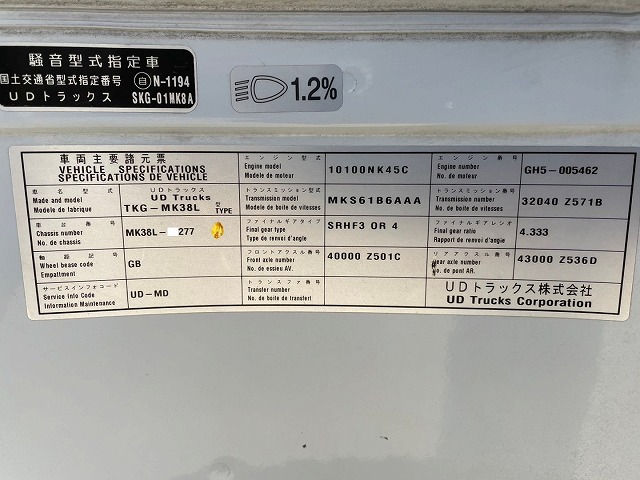 騒音型式指定車
国土交通省型式指定番号 自 N-1194
UDトラックス SKG-01MK8A
1.2%
車両主要諸元票
VEHICLE SPECIFICATIONS
SPECIFICATIONS DE VEHICLE
エンジン型式
Engine model
No. de moteur
Modele de moteur
10100NK45C
エンジン番号
Engine number
No. de moteur
GH5-005462
車名型式
Made and model
Modele de fabrique
UDトラックス
UD Trucks
TKG-MK38L 型 TYPE
トランスミッション型式
Transmission model
Modele de boite de vitesses
MKS61B6AAA
トランスミッション番号
Transmission number
No. de boite de vitesses
32040 Z571B
車台番号
Chassis number
No. de chassis
MK38L- 277
ファイナルギアタイプ
Final gear type
Type de renvoi d'angle
SRHF3 OR 4
ファイナルギアレシオ
Final gear ratio
Rapport de renvoi d'angle
4.333
軸距記号
Wheel base code
Empattment
GB
フロントアクスル番号
Front axle number
No. de essieu AV.
40000 Z501C
リアアクスル番号
Rear axle number
No. de pont AR.
43000 Z536D
サービスインフォコード
Service Info Code
Information Maintenance
UD-MD
トランスファ番号
Transfer number
No. de boite de transfert
UDトラックス株式会社
UD Trucks Corporation